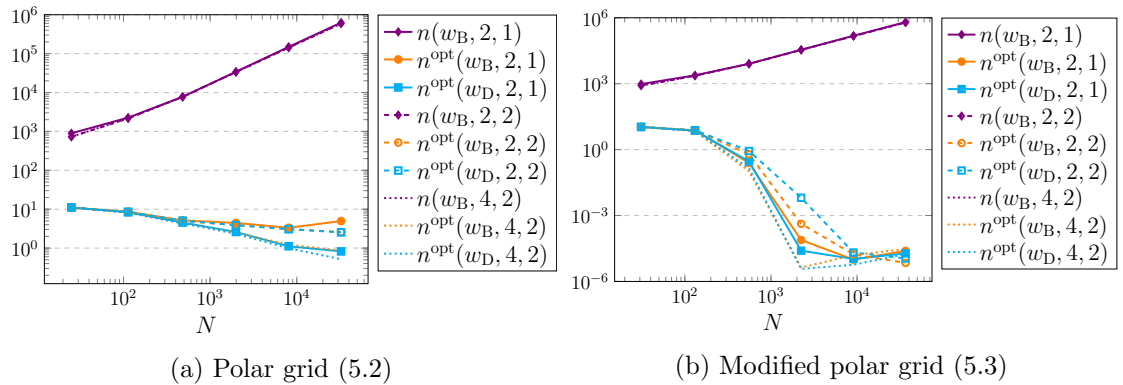 10^6
10^5
10^4
10^3
10^2
10^1
10^0
10^2 10^3 10^4
N
n(w_B, 2, 1)
n^opt(w_B, 2, 1)
n^opt(w_D, 2, 1)
n(w_B, 2, 2)
n^opt(w_B, 2, 2)
n^opt(w_D, 2, 2)
n(w_B, 4, 2)
n^opt(w_B, 4, 2)
n^opt(w_D, 4, 2)
(a) Polar grid (5.2)
10^6
10^3
10^0
10^−3
10^−6
10^2 10^3 10^4
N
n(w_B, 2, 1)
n^opt(w_B, 2, 1)
n^opt(w_D, 2, 1)
n(w_B, 2, 2)
n^opt(w_B, 2, 2)
n^opt(w_D, 2, 2)
n(w_B, 4, 2)
n^opt(w_B, 4, 2)
n^opt(w_D, 4, 2)
(b) Modified polar grid (5.3)